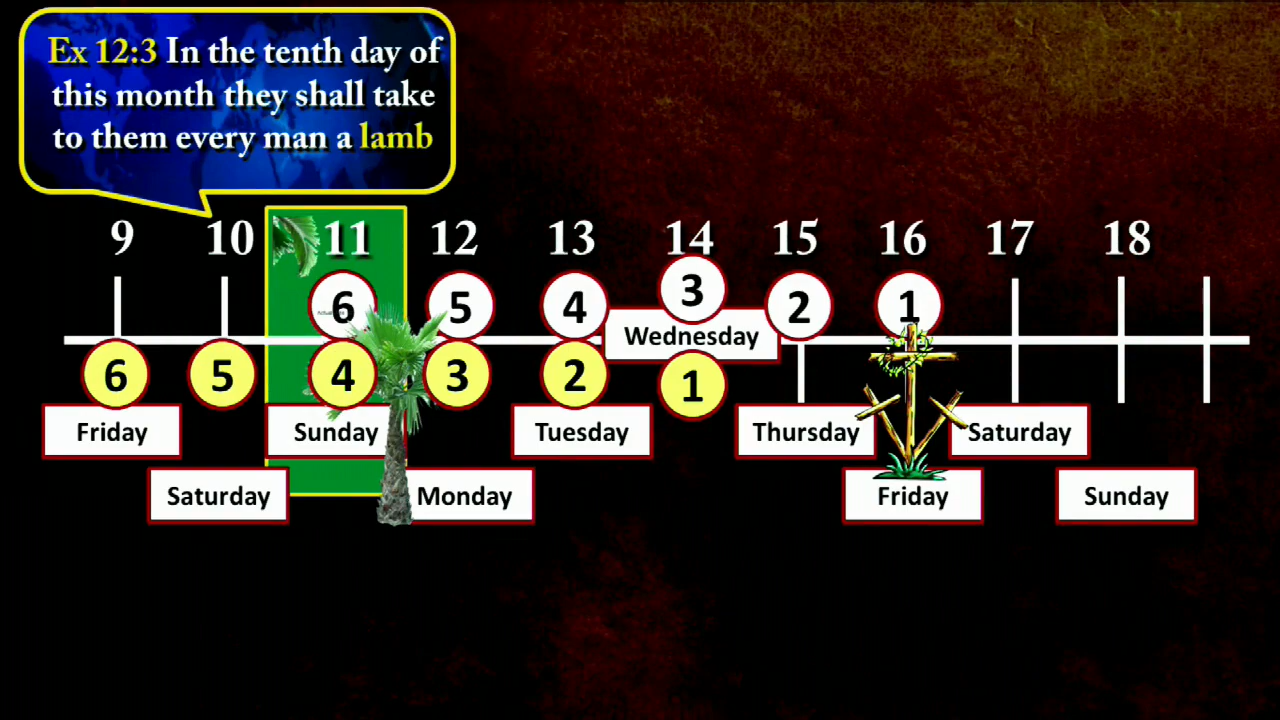 Ex 12:3 In the tenth day of
this month they shall take
to them every man a lamb
9 10 11 12 13 14 15 16 17 18
6 5 4 3 2 1
Wednesday
6 5 4 3 2 1
Friday Sunday Tuesday Thursday Saturday
Saturday Monday Friday Sunday